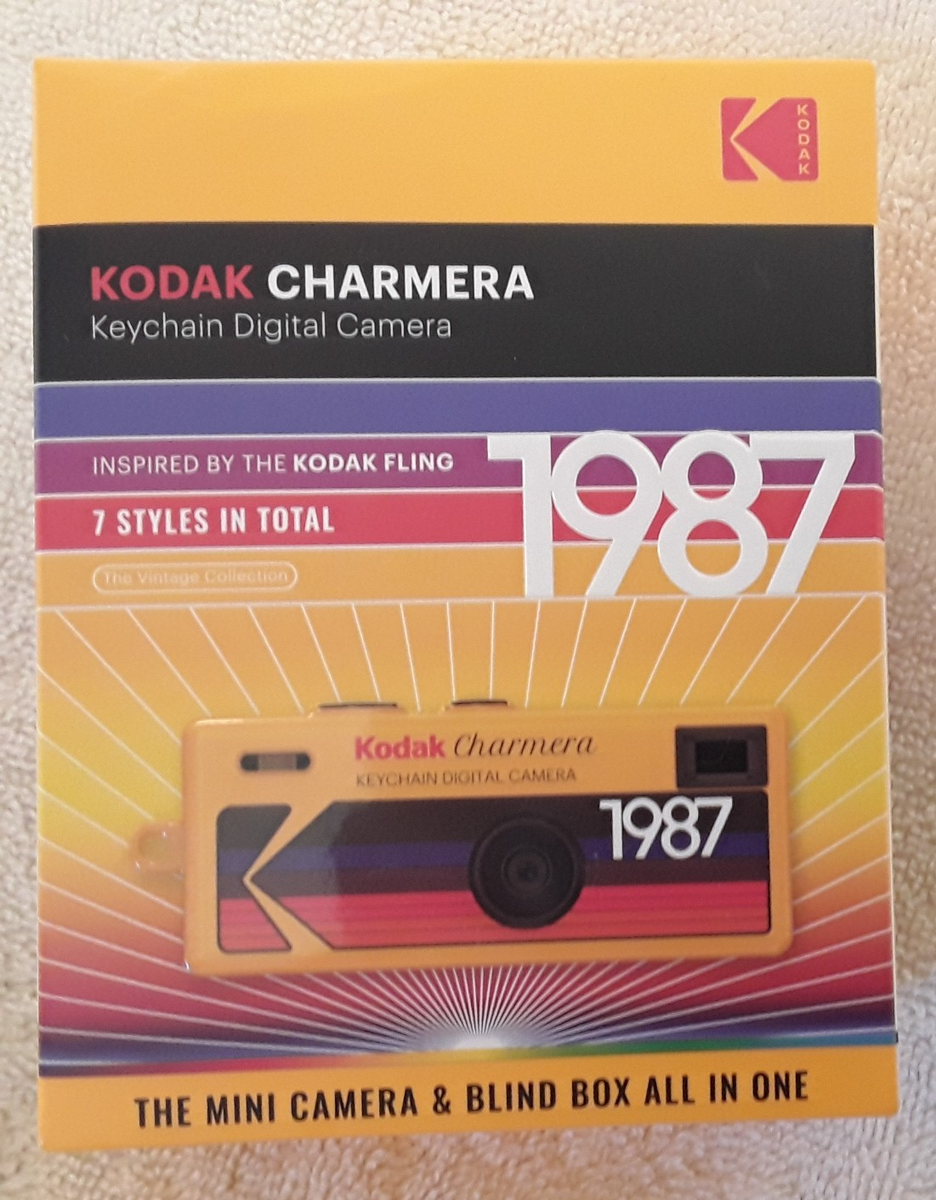 KODAK
KODAK CHARMERA
Keychain Digital Camera
INSPIRED BY THE KODAK FLING
1987
7 STYLES IN TOTAL
The Vintage Collection
Kodak Charmera
KEYCHAIN DIGITAL CAMERA
1987
THE MINI CAMERA & BLIND BOX ALL IN ONE